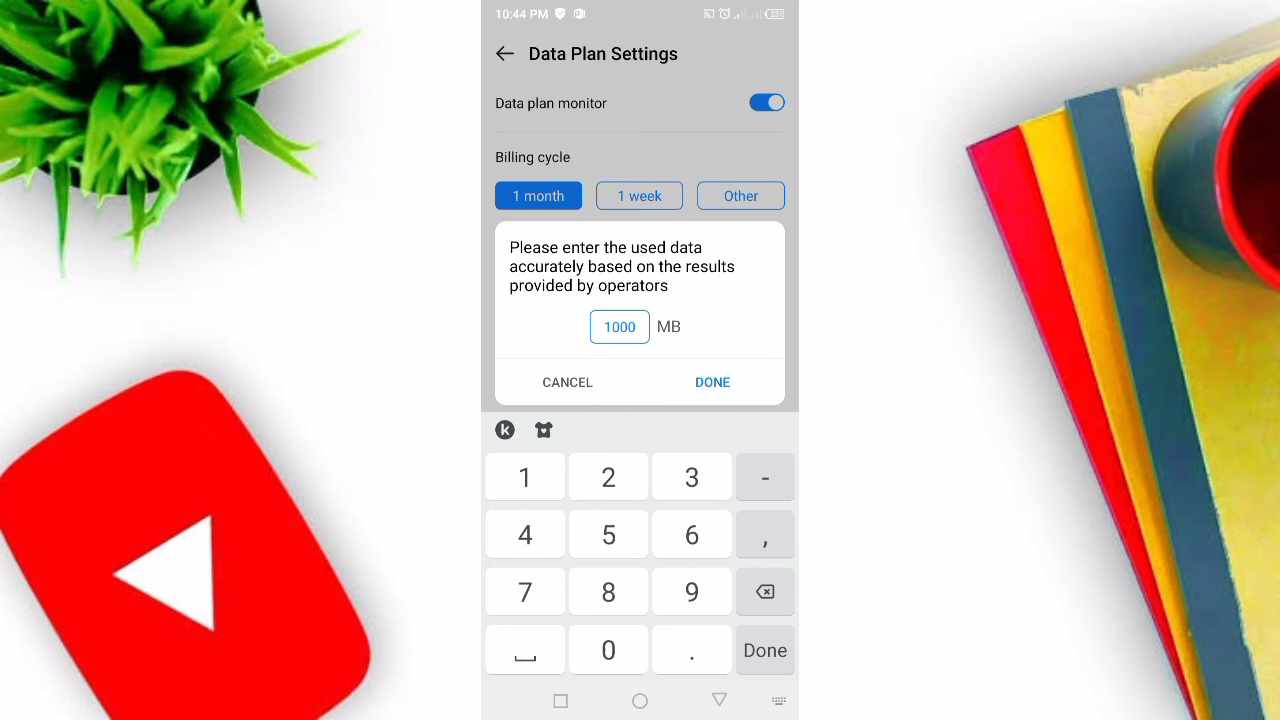 10:44 PM
Data Plan Settings
Data plan monitor
Billing cycle
1 month
1 week
Other
Please enter the used data
accurately based on the results
provided by operators
1000 MB
CANCEL
DONE
1 2 3 -
4 5 6 ,
7 8 9
0 . Done